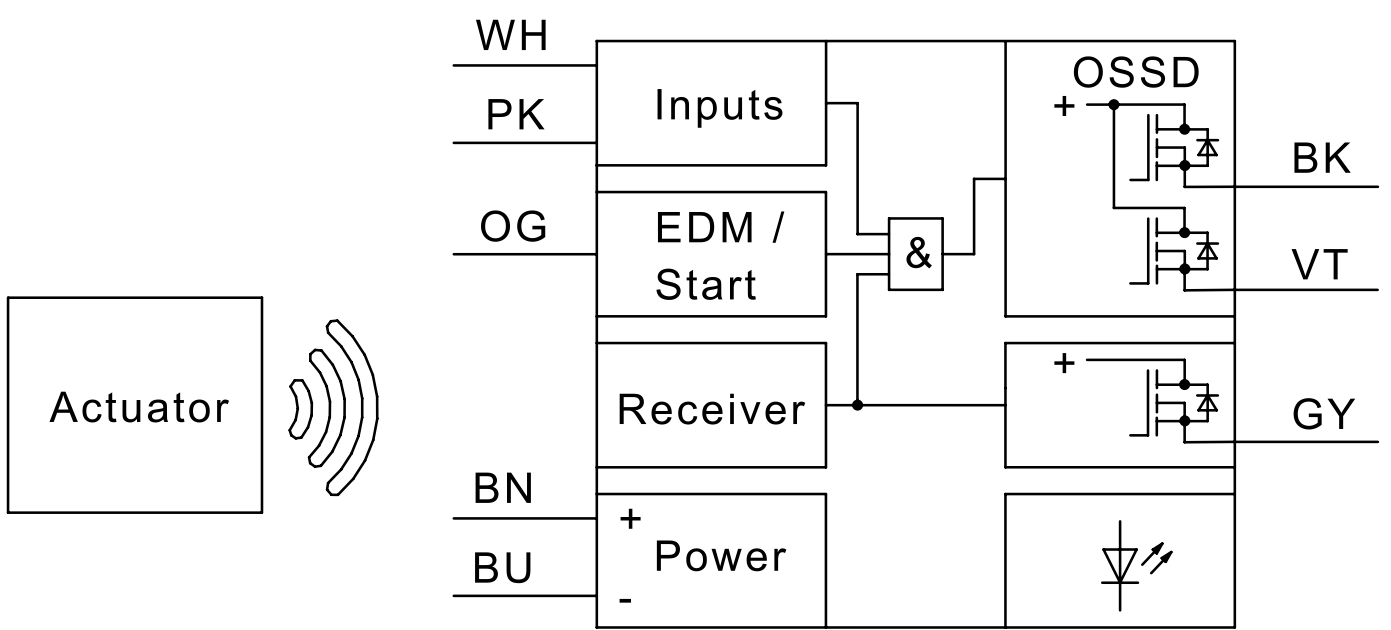 WH
PK
OG
BN
BU
Actuator
Inputs
EDM /
Start
Receiver
+
Power
-
&
OSSD
+
+
BK
VT
GY